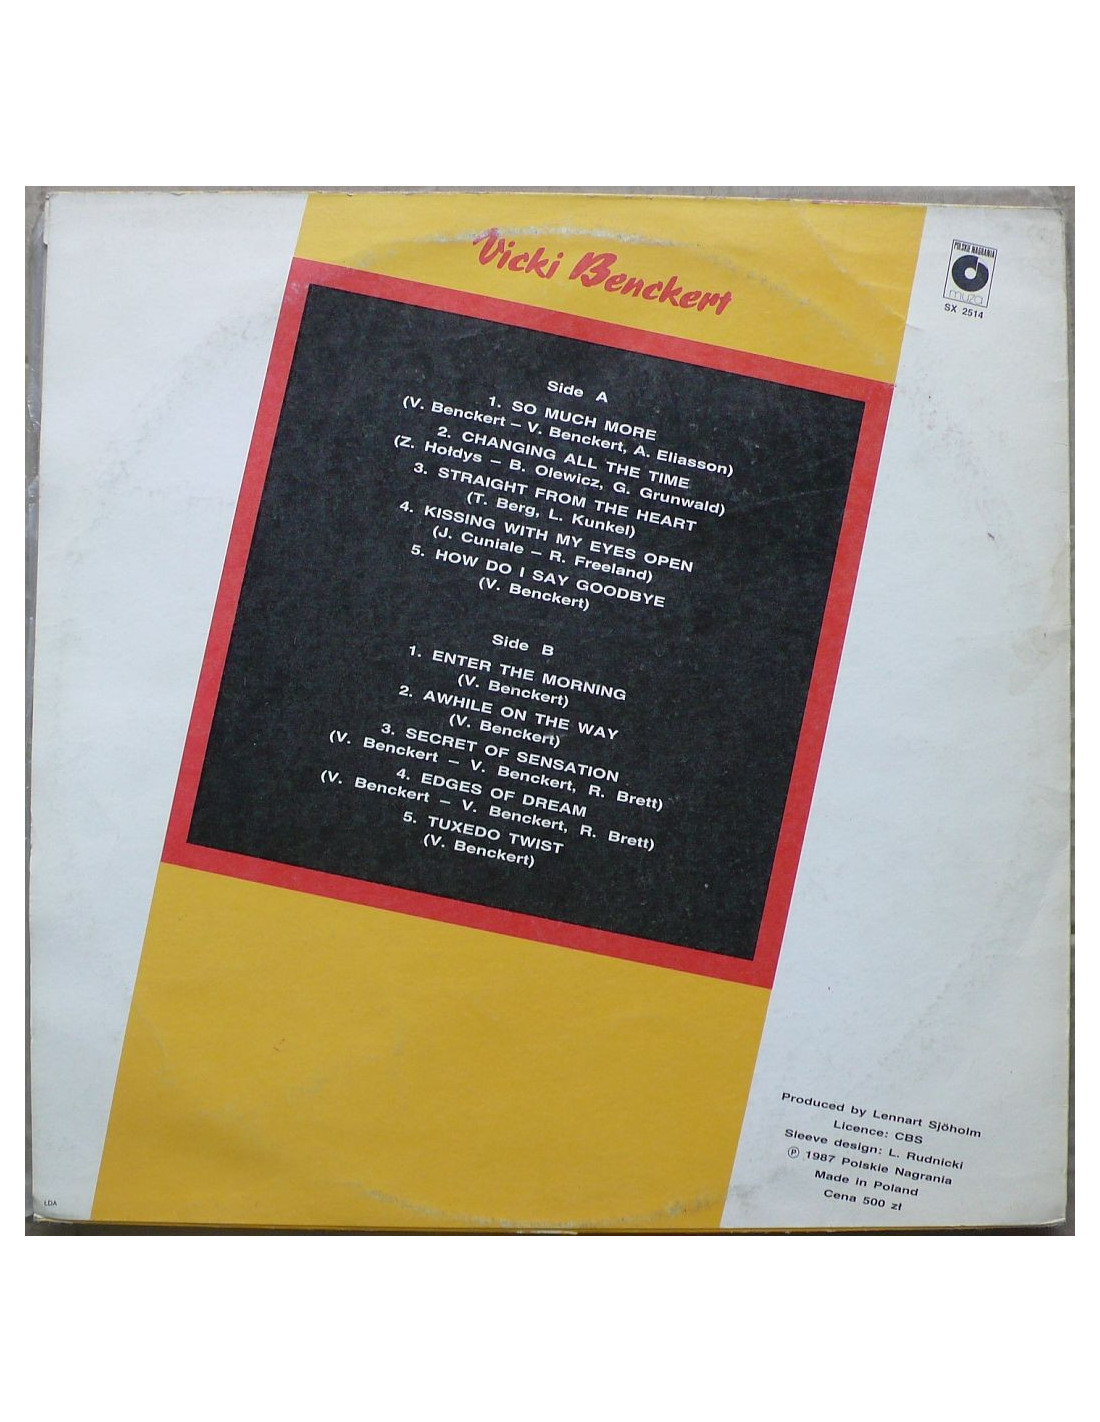 Vicki Benckert
POLSKIE NAGRANIA
muza
SX 2514
Side A
1. SO MUCH MORE
(V. Benckert – V. Benckert, A. Eliasson)
2. CHANGING ALL THE TIME
(Z. Hołdys – B. Olewicz, G. Grunwald)
3. STRAIGHT FROM THE HEART
(T. Berg, L. Kunkel)
4. KISSING WITH MY EYES OPEN
(J. Cuniale – R. Freeland)
5. HOW DO I SAY GOODBYE
(V. Benckert)
Side B
1. ENTER THE MORNING
(V. Benckert)
2. AWHILE ON THE WAY
(V. Benckert)
3. SECRET OF SENSATION
(V. Benckert – V. Benckert, R. Brett)
4. EDGES OF DREAM
(V. Benckert – V. Benckert, R. Brett)
5. TUXEDO TWIST
(V. Benckert)
Produced by Lennart Sjöholm
Licence: CBS
Sleeve design: L. Rudnicki
℗ 1987 Polskie Nagrania
Made in Poland
Cena 500 zł
LDA